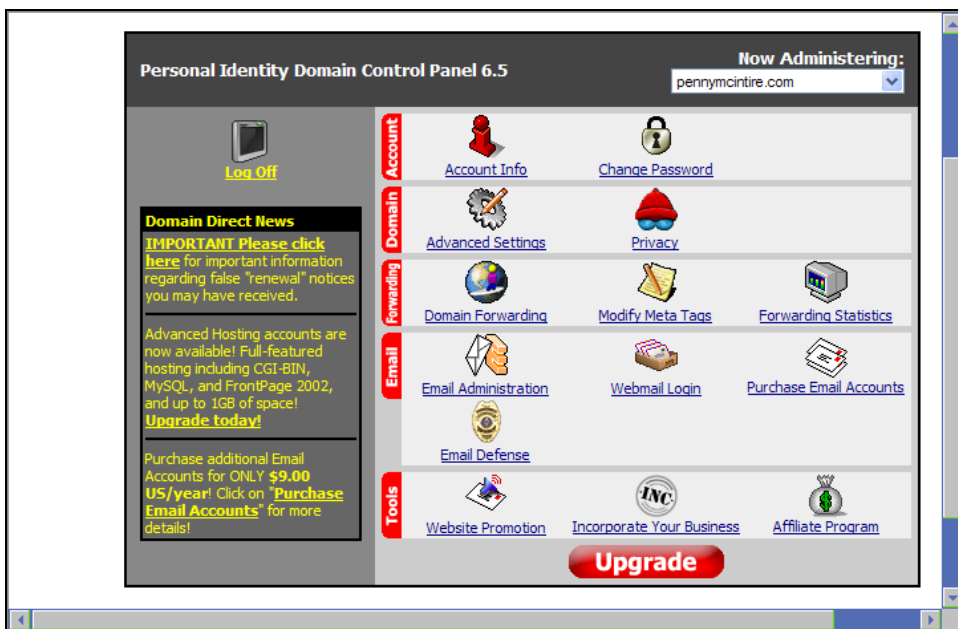 Personal Identity Domain Control Panel 6.5
Now Administering:
pennymcintire.com
Log Off
Domain Direct News
IMPORTANT Please click
here for important information
regarding false "renewal" notices
you may have received.
Advanced Hosting accounts are
now available! Full-featured
hosting including CGI-BIN,
MySQL, and FrontPage 2002,
and up to 1GB of space!
Upgrade today!
Purchase additional Email
Accounts for ONLY $9.00
US/year! Click on "Purchase
Email Accounts" for more
details!
Account
Account Info
Change Password
Domain
Advanced Settings
Privacy
Forwarding
Domain Forwarding
Modify Meta Tags
Forwarding Statistics
Email
Email Administration
Webmail Login
Purchase Email Accounts
Email Defense
Tools
Website Promotion
INC.
Incorporate Your Business
Affiliate Program
Upgrade